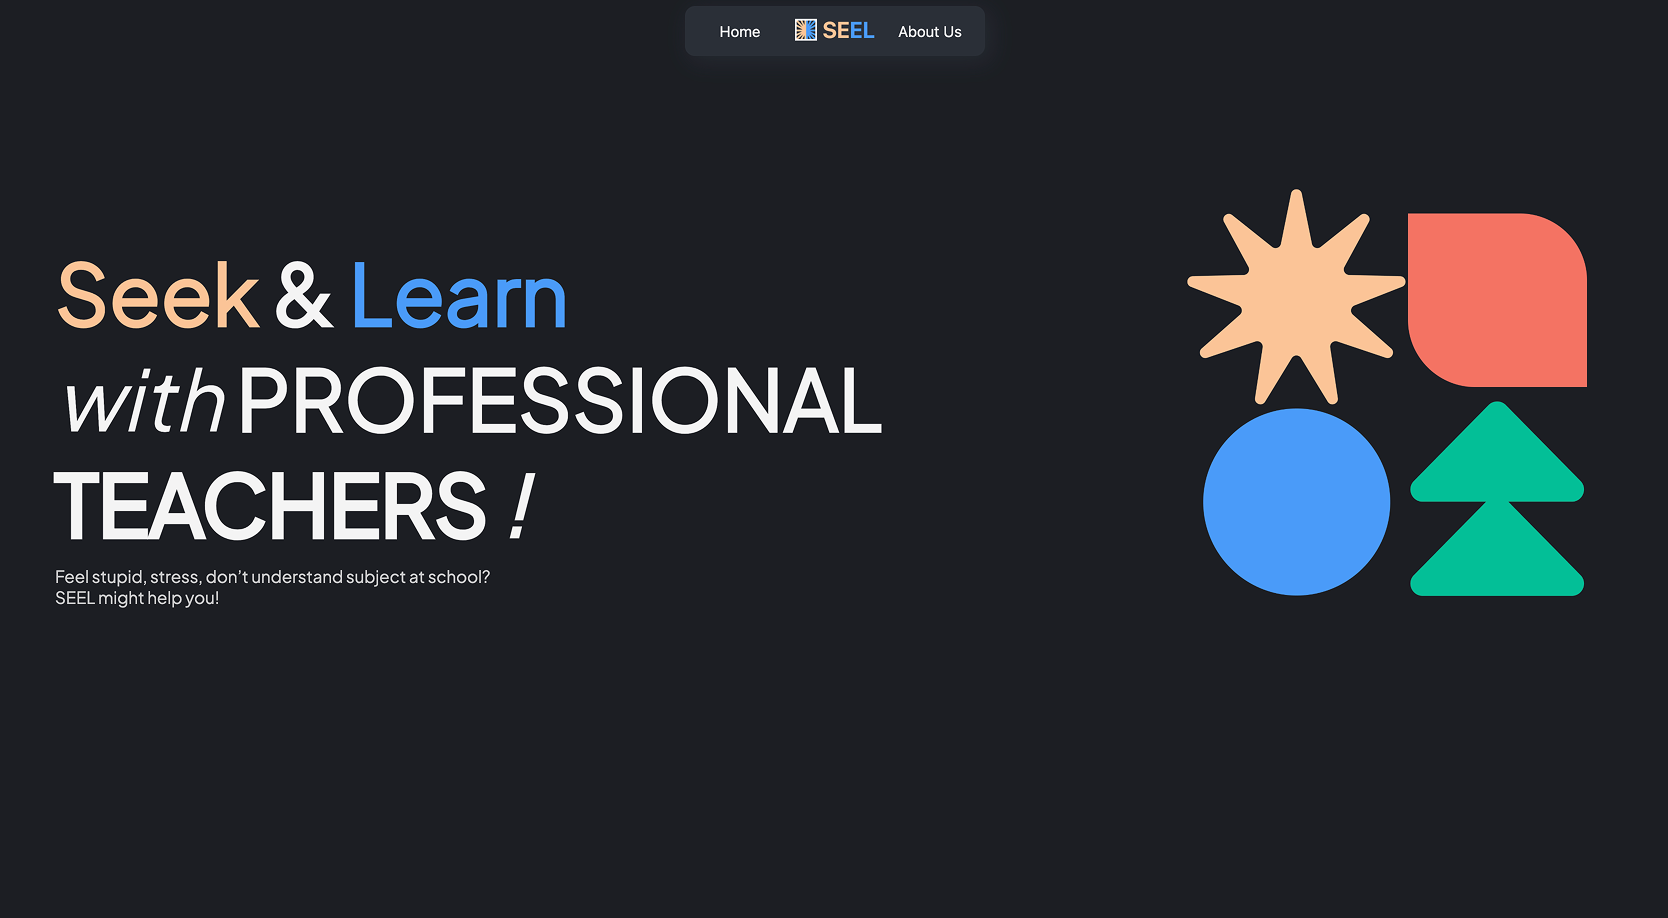 Home
SEEL
About Us
Seek & Learn
with PROFESSIONAL
TEACHERS !
Feel stupid, stress, don't understand subject at school?
SEEL might help you!